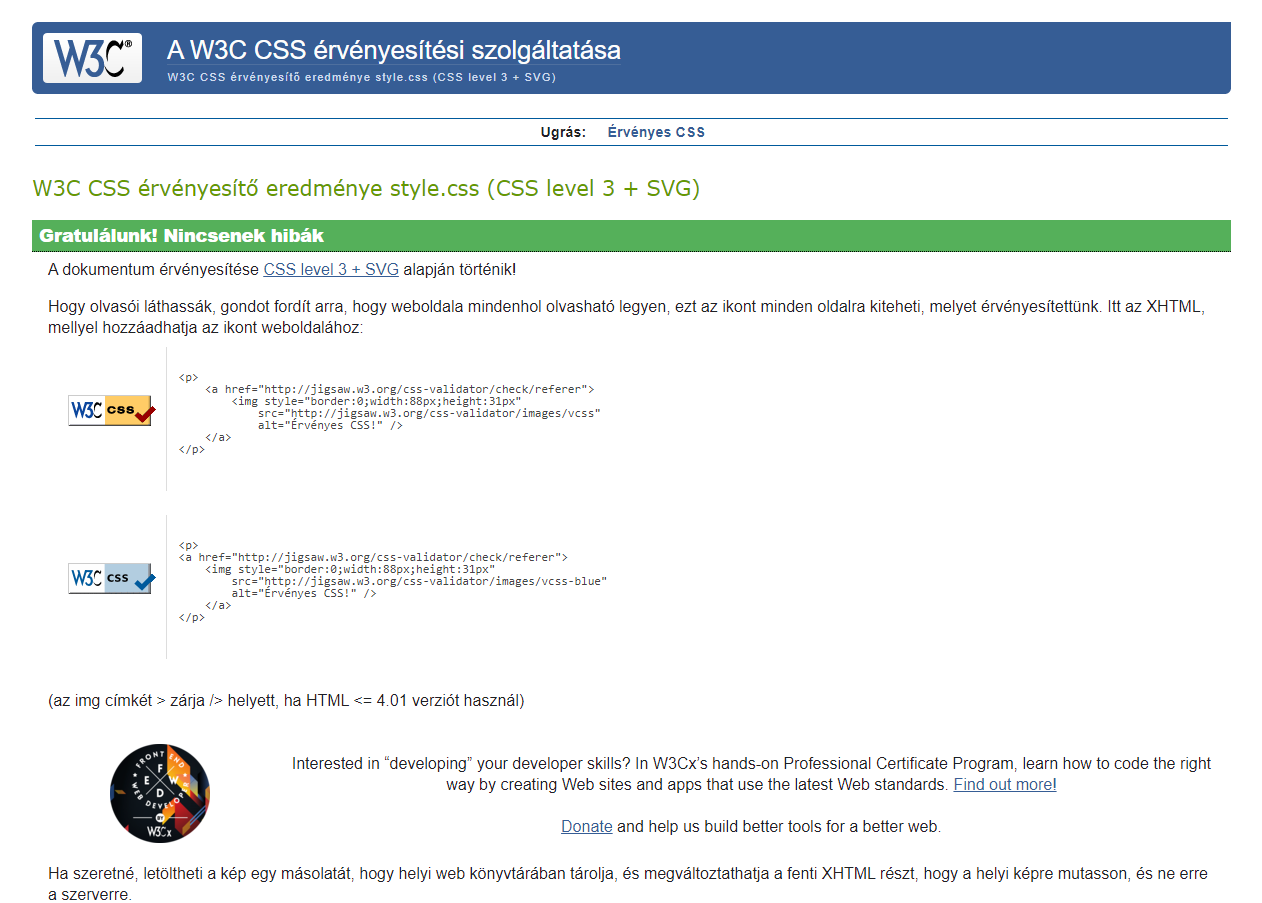 W3C®
A W3C CSS érvényesítési szolgáltatása
W3C CSS érvényesítő eredménye style.css (CSS level 3 + SVG)
Ugrás: Érvényes CSS
W3C CSS érvényesítő eredménye style.css (CSS level 3 + SVG)
Gratulálunk! Nincsenek hibák
A dokumentum érvényesítése CSS level 3 + SVG alapján történik!
Hogy olvasói láthassák, gondot fordít arra, hogy weboldala mindenhol olvasható legyen, ezt az ikont minden oldalra kiteheti, melyet érvényesítettünk. Itt az XHTML,
mellyel hozzáadhatja az ikont weboldalához:
W3C CSS
<p>
<a href="http://jigsaw.w3.org/css-validator/check/referer">
<img style="border:0;width:88px;height:31px"
src="http://jigsaw.w3.org/css-validator/images/vcss"
alt="Érvényes CSS!" />
</a>
</p>
W3C CSS
<p>
<a href="http://jigsaw.w3.org/css-validator/check/referer">
<img style="border:0;width:88px;height:31px"
src="http://jigsaw.w3.org/css-validator/images/vcss-blue"
alt="Érvényes CSS!" />
</a>
</p>
(az img címkét > zárja /> helyett, ha HTML <= 4.01 verziót használ)
FRONT END
F E W D
WEB DEVELOPER
BY
W3Cx
Interested in “developing” your developer skills? In W3Cx’s hands-on Professional Certificate Program, learn how to code the right
way by creating Web sites and apps that use the latest Web standards. Find out more!
Donate and help us build better tools for a better web.
Ha szeretné, letöltheti a kép egy másolatát, hogy helyi web könyvtárában tárolja, és megváltoztathatja a fenti XHTML részt, hogy a helyi képre mutasson, és ne erre
a szerverre.